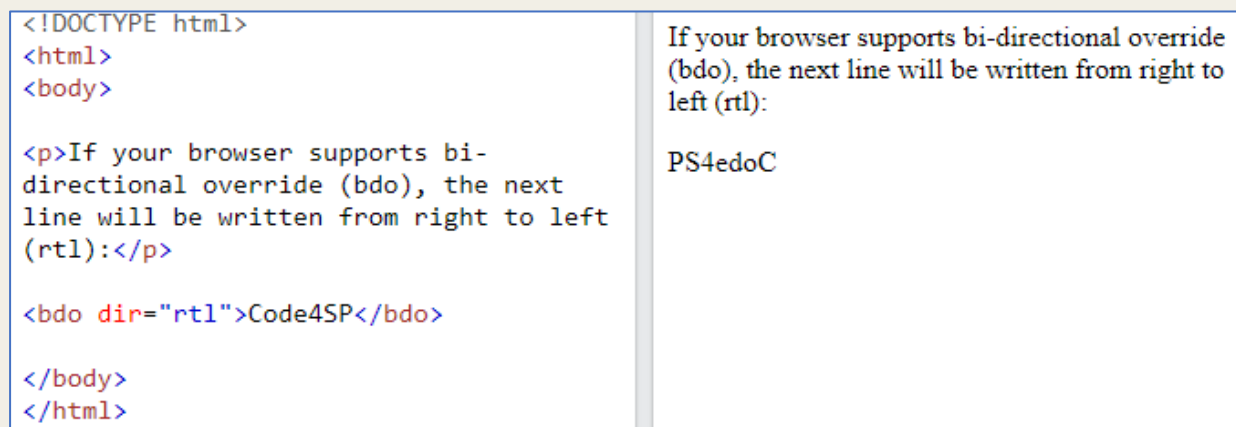 <!DOCTYPE html>
<html>
<body>
<p>If your browser supports bi-
directional override (bdo), the next
line will be written from right to left
(rtl):</p>
<bdo dir="rtl">Code4SP</bdo>
</body>
</html>
If your browser supports bi-directional override
(bdo), the next line will be written from right to
left (rtl):
PS4edoC